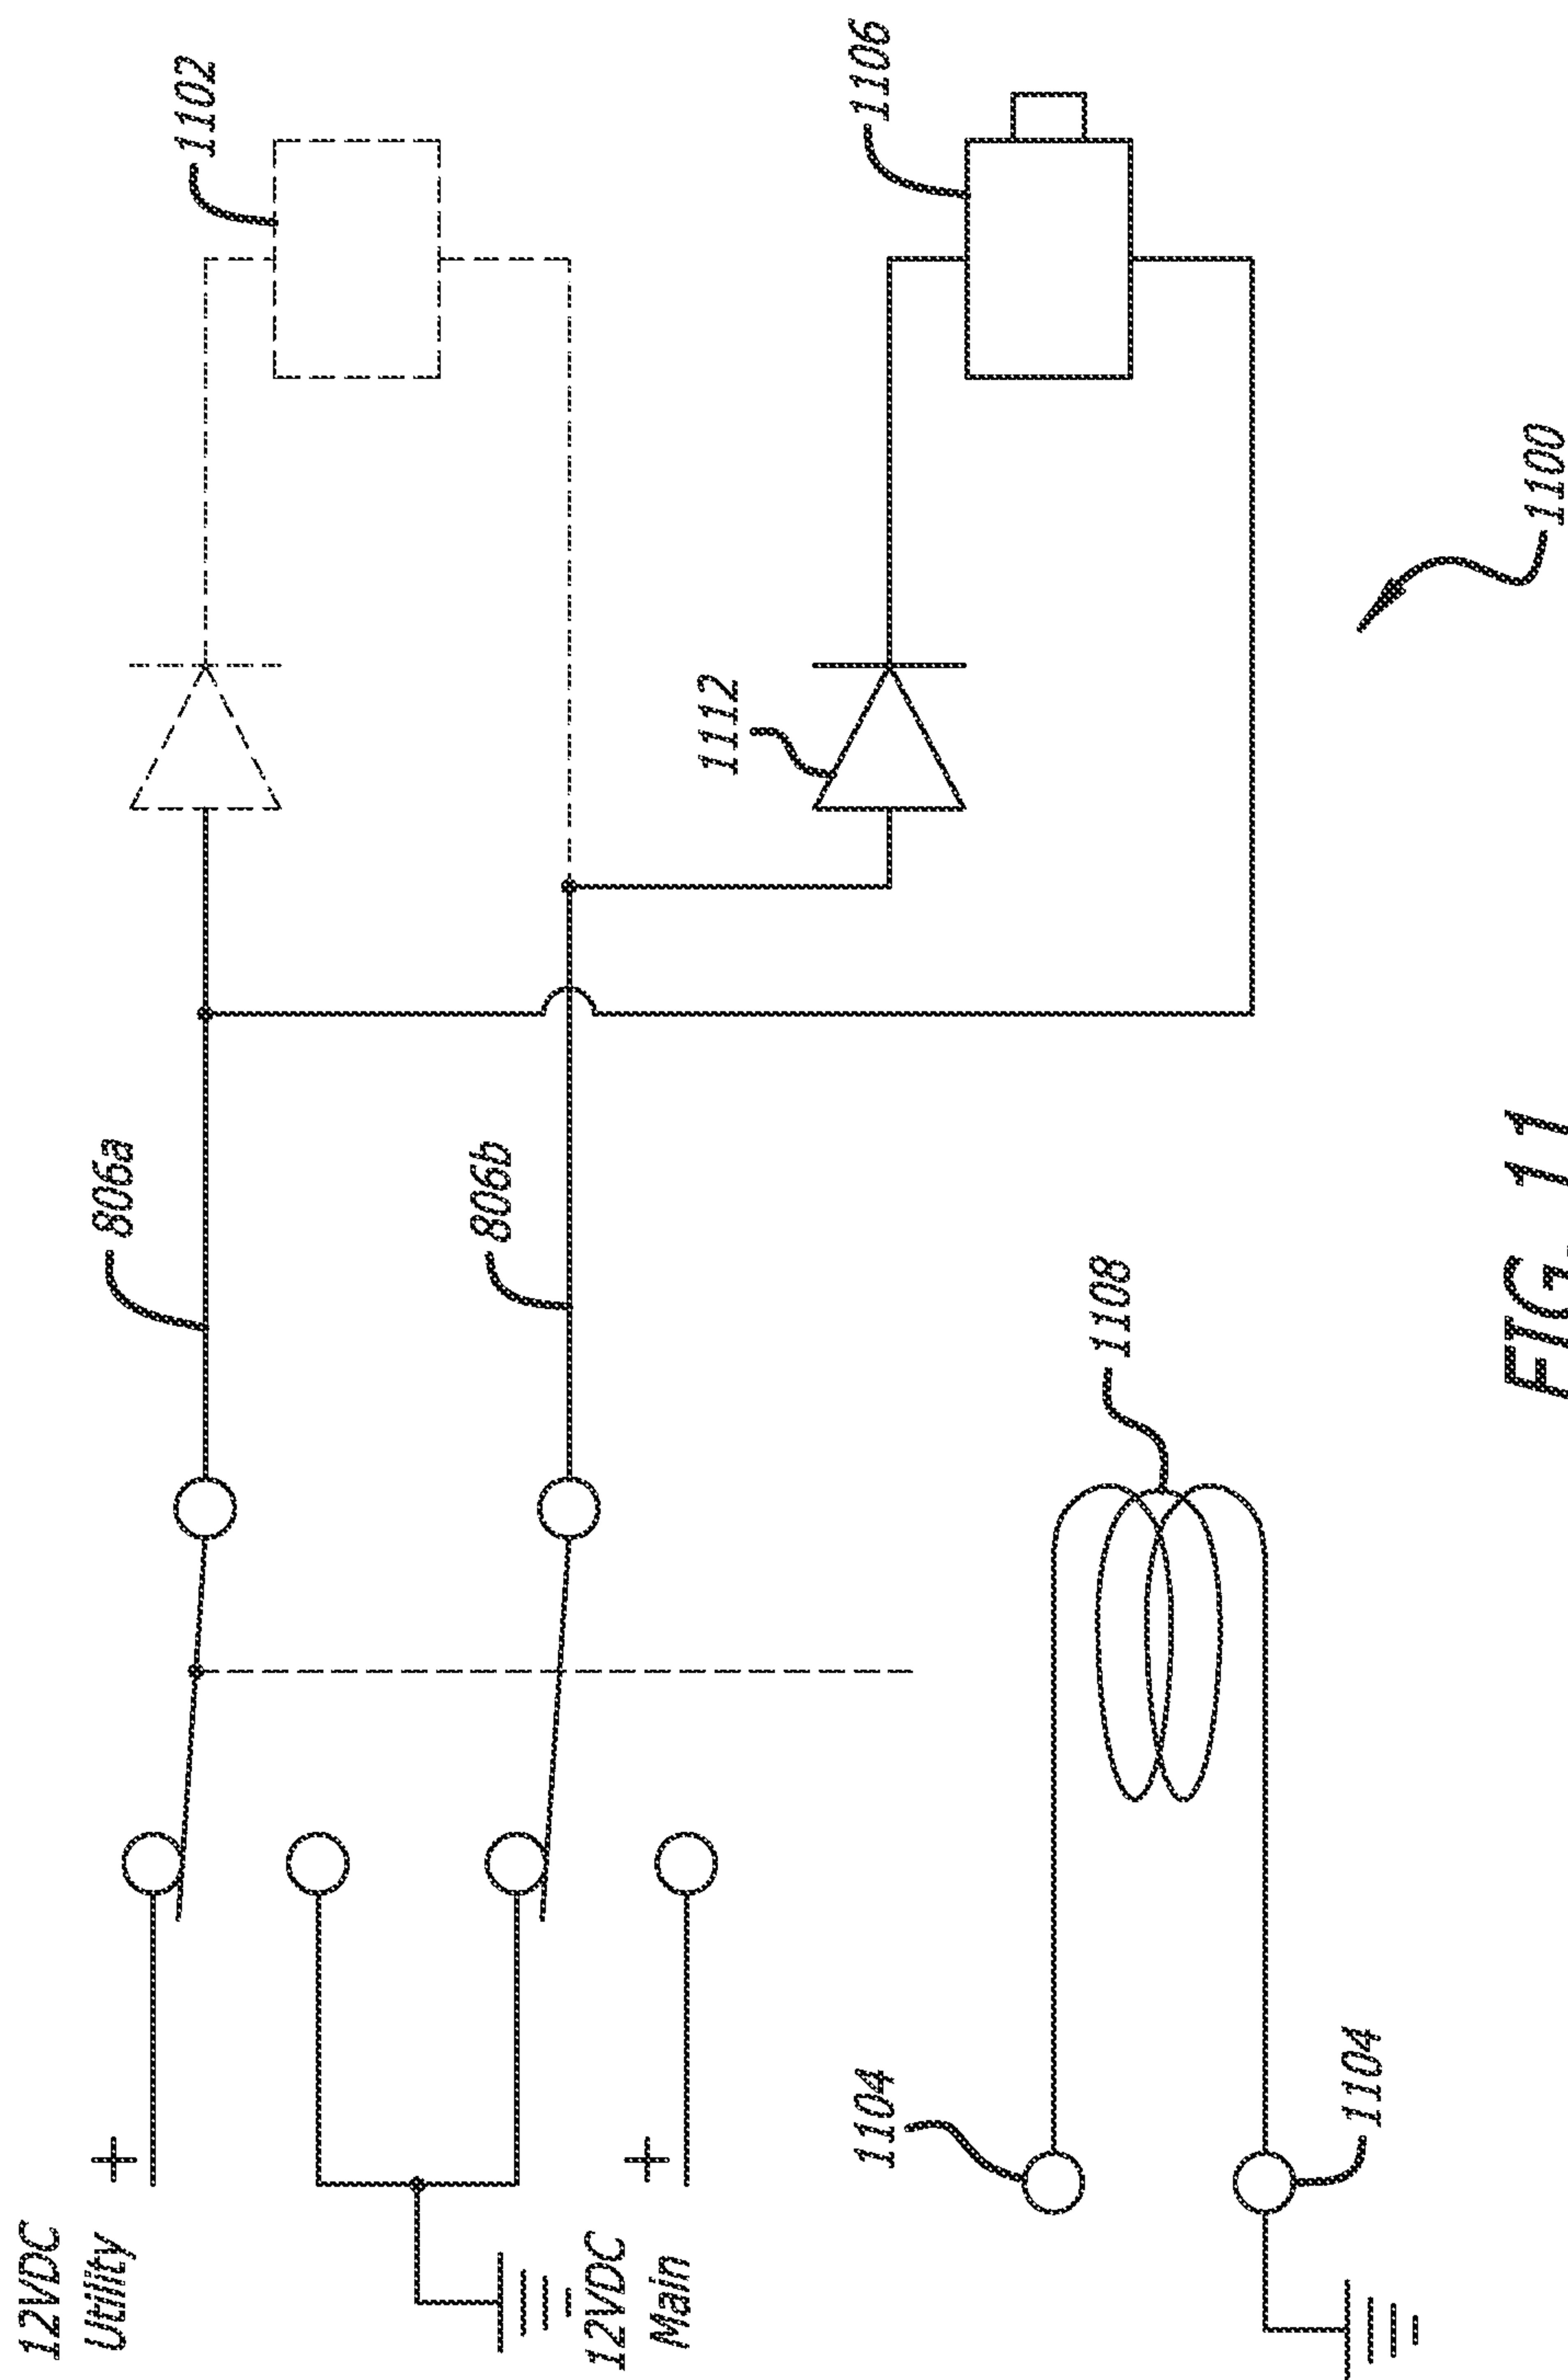 12VDC
Utility
+
806a
1102
806b
12VDC
Main
+
1112
1106
1104
1108
1104
1100
FIG. 11